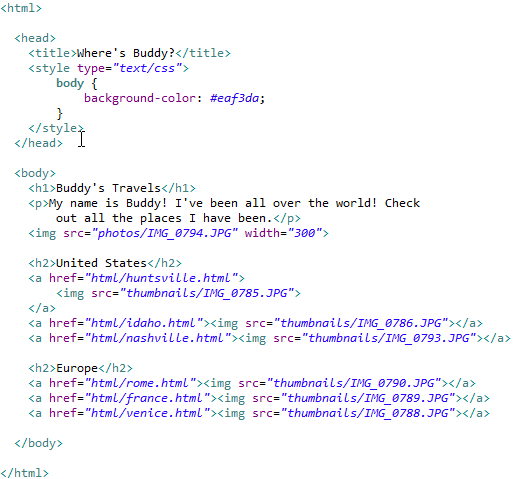 <html>
<head>
<title>Where's Buddy?</title>
<style type="text/css">
body {
background-color: #eaf3da;
}
</style>
</head>
<body>
<h1>Buddy's Travels</h1>
<p>My name is Buddy! I've been all over the world! Check
out all the places I have been.</p>
<img src="photos/IMG_0794.JPG" width="300">
<h2>United States</h2>
<a href="html/huntsville.html">
<img src="thumbnails/IMG_0785.JPG">
</a>
<a href="html/idaho.html"><img src="thumbnails/IMG_0786.JPG"></a>
<a href="html/nashville.html"><img src="thumbnails/IMG_0793.JPG"></a>
<h2>Europe</h2>
<a href="html/rome.html"><img src="thumbnails/IMG_0790.JPG"></a>
<a href="html/france.html"><img src="thumbnails/IMG_0789.JPG"></a>
<a href="html/venice.html"><img src="thumbnails/IMG_0788.JPG"></a>
</body>
</html>